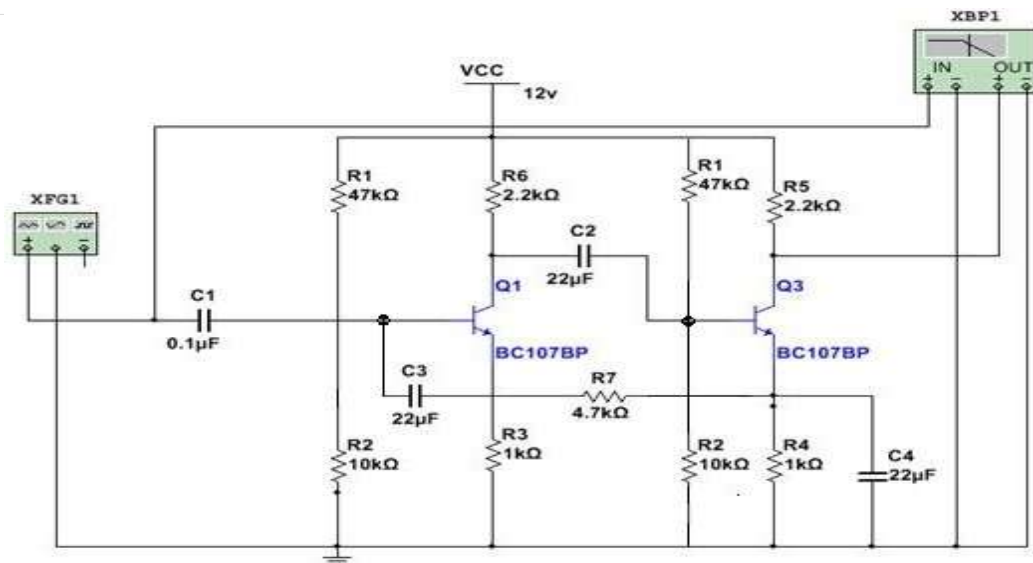 XBP1
IN OUT
+ − + −
VCC
12v
XFG1
+ −
R1
47kΩ
R6
2.2kΩ
R1
47kΩ
R5
2.2kΩ
C2
22µF
Q1
Q3
C1
0.1µF
BC107BP
BC107BP
C3
22µF
R7
4.7kΩ
R2
10kΩ
R3
1kΩ
R2
10kΩ
R4
1kΩ
C4
22µF